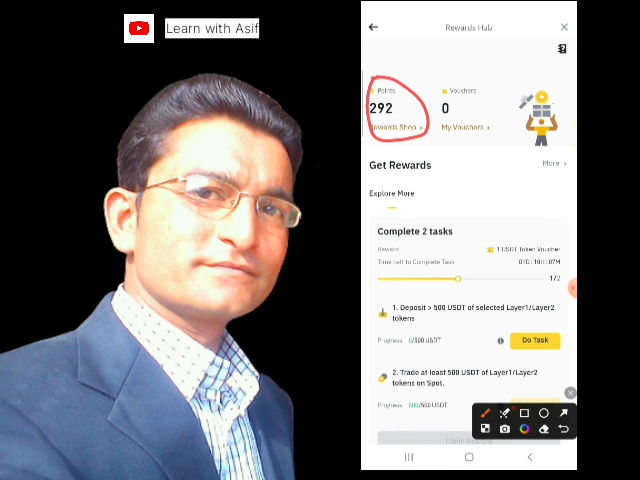 Learn with Asif
Rewards Hub
Points
Vouchers
292
0
Rewards Shop
My Vouchers
Get Rewards
More
Explore More
Complete 2 tasks
Reward
1 USDT Token Voucher
Time Left to Complete Task
01D : 10H : 07M
1/2
1. Deposit > 500 USDT of selected Layer1/Layer2
tokens
Progress
0/500 USDT
Do Task
2. Trade at least 500 USDT of Layer1/Layer2
tokens on Spot.
Progress
500/500 USDT